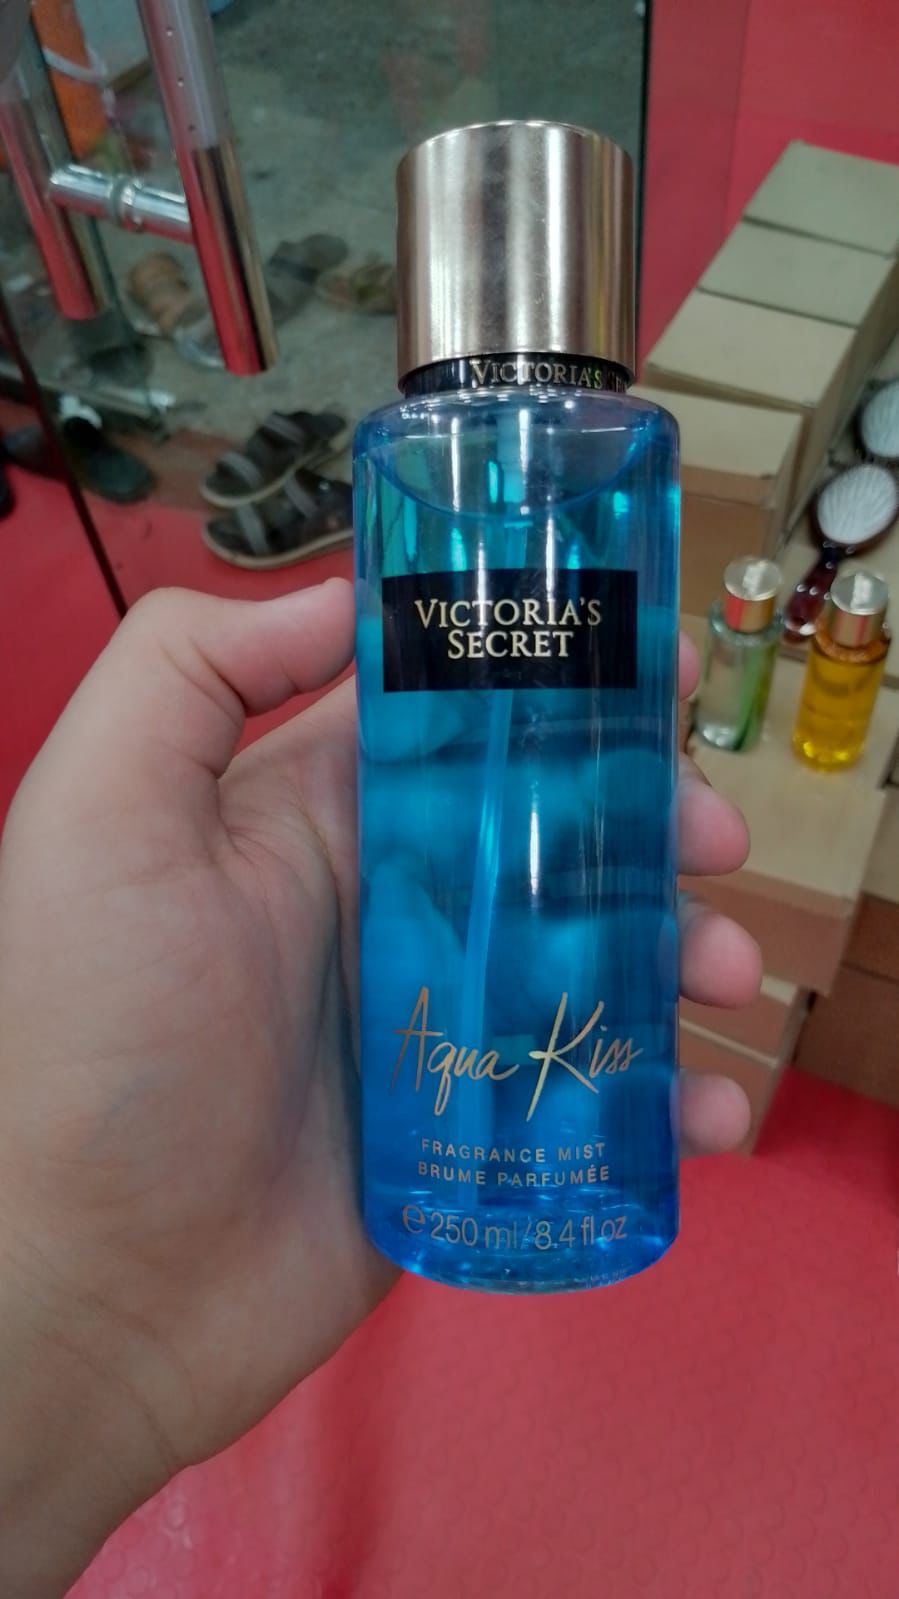 VICTORIA'S
VICTORIA'S
SECRET
Aqua Kiss
FRAGRANCE MIST
BRUME PARFUMÉE
e 250 ml/8.4 fl oz